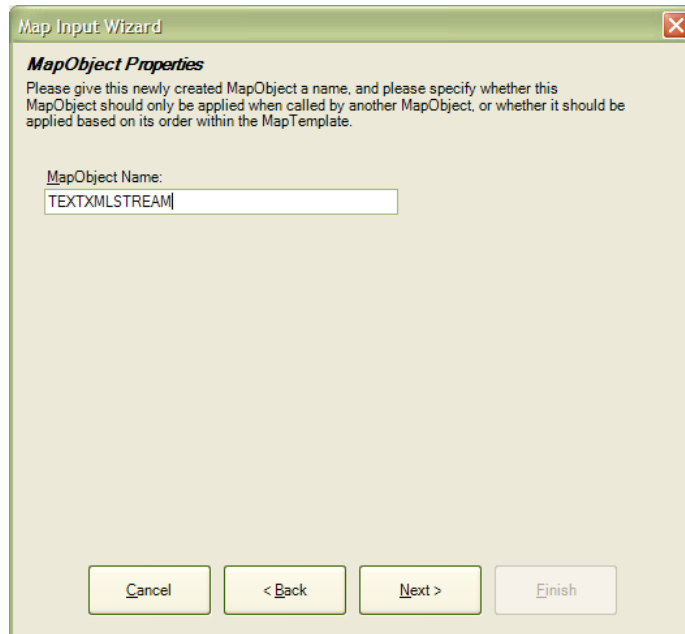 Map Input Wizard
MapObject Properties
Please give this newly created MapObject a name, and please specify whether this
MapObject should only be applied when called by another MapObject, or whether it should be
applied based on its order within the MapTemplate.
MapObject Name:
TEXTXMLSTREAM
Cancel
< Back
Next >
Finish